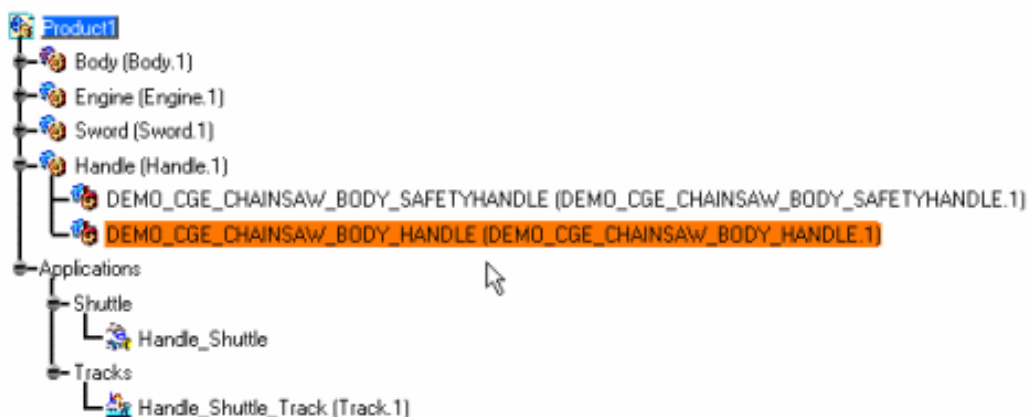 Product1
Body (Body.1)
Engine (Engine.1)
Sword (Sword.1)
Handle (Handle.1)
DEMO_CGE_CHAINSAW_BODY_SAFETYHANDLE (DEMO_CGE_CHAINSAW_BODY_SAFETYHANDLE.1)
DEMO_CGE_CHAINSAW_BODY_HANDLE (DEMO_CGE_CHAINSAW_BODY_HANDLE.1)
Applications
Shuttle
Handle_Shuttle
Tracks
Handle_Shuttle_Track (Track.1)